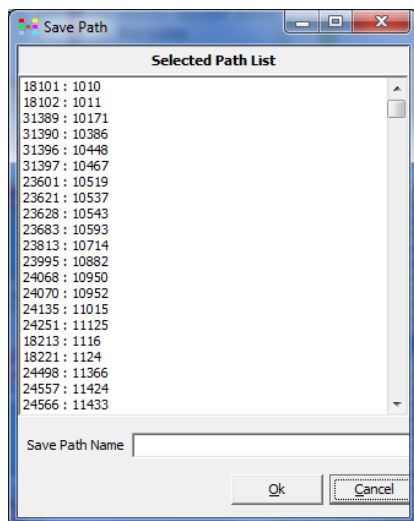 Save Path
Selected Path List
18101 : 1010
18102 : 1011
31389 : 10171
31390 : 10386
31396 : 10448
31397 : 10467
23601 : 10519
23621 : 10537
23628 : 10543
23683 : 10593
23813 : 10714
23995 : 10882
24068 : 10950
24070 : 10952
24135 : 11015
24251 : 11125
18213 : 1116
18221 : 1124
24498 : 11366
24557 : 11424
24566 : 11433
Save Path Name
Ok
Cancel